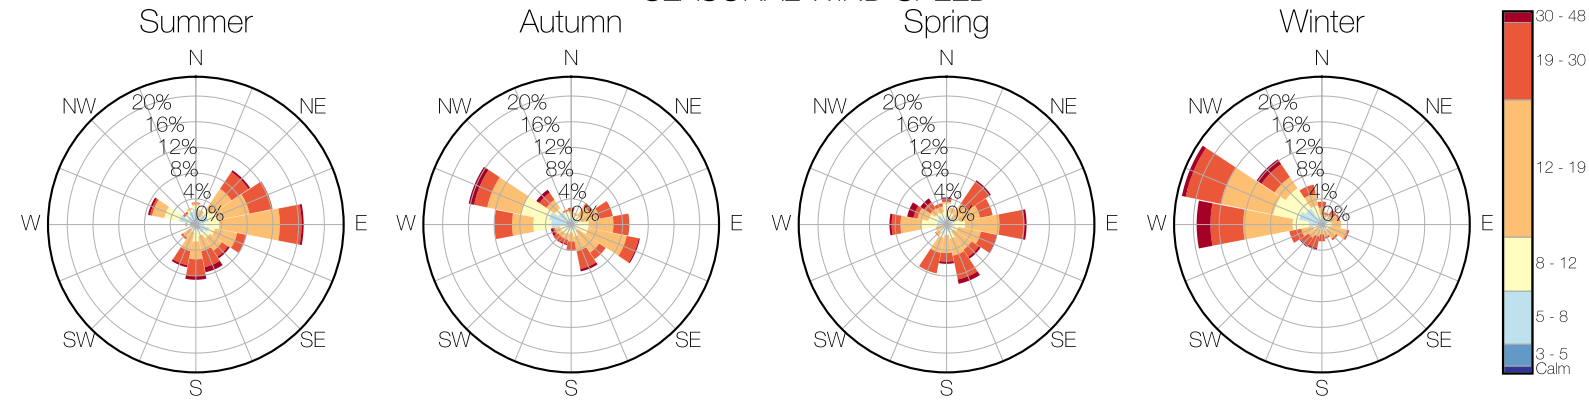 Summer
N
NW
NE
W
E
SW
SE
S
20%
16%
12%
8%
4%
0%
Autumn
N
NW
NE
W
E
SW
SE
S
20%
16%
12%
8%
4%
0%
Spring
N
NW
NE
W
E
SW
SE
S
20%
16%
12%
8%
4%
0%
Winter
N
NW
NE
W
E
SW
SE
S
20%
16%
12%
8%
4%
0%
30 - 48
19 - 30
12 - 19
8 - 12
5 - 8
3 - 5
Calm